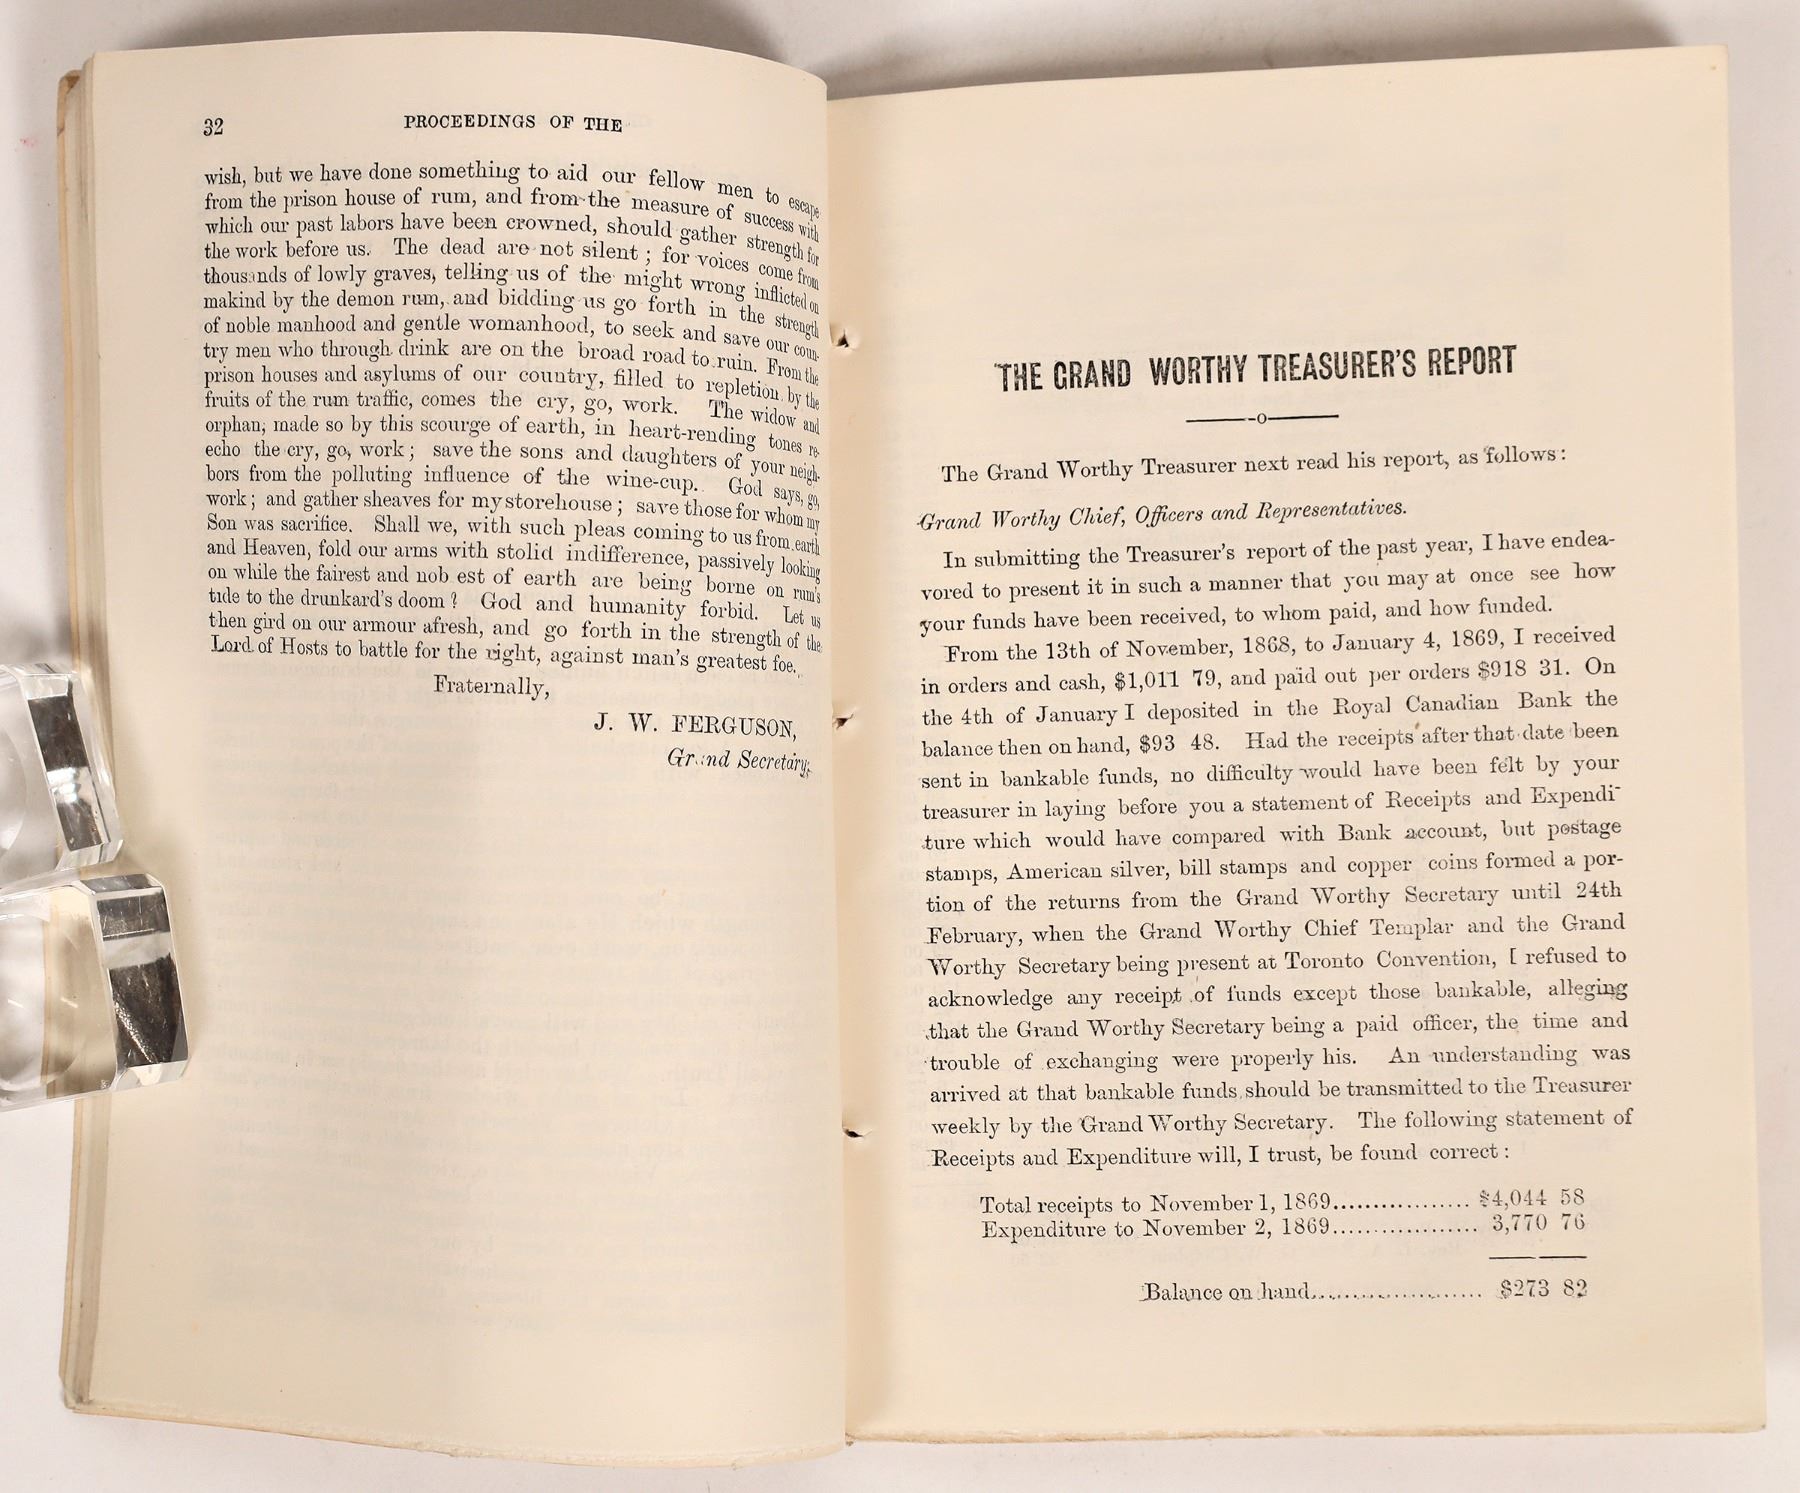 32 PROCEEDINGS OF THE
wish, but we have done something to aid our fellow men to escape
from the prison house of rum, and from the measure of success with
which our past labors have been crowned, should gather strength for
the work before us. The dead are not silent ; for voices come from
thousands of lowly graves, telling us of the might wrong inflicted on
makind by the demon rum, and bidding us go forth in the strength
of noble manhood and gentle womanhood, to seek and save our coun-
try men who through drink are on the broad road to ruin. From the
prison houses and asylums of our country, filled to repletion by the
fruits of the rum traffic, comes the cry, go, work. The widow and
orphan, made so by this scourge of earth, in heart-rending tones re-
echo the cry, go, work ; save the sons and daughters of your neigh-
bors from the polluting influence of the wine-cup. God says, go,
work ; and gather sheaves for my storehouse ; save those for whom my
Son was sacrifice. Shall we, with such pleas coming to us from earth
and Heaven, fold our arms with stolid indifference, passively looking
on while the fairest and nob est of earth are being borne on rum's
tide to the drunkard's doom ? God and humanity forbid. Let us
then gird on our armour afresh, and go forth in the strength of the
Lord of Hosts to battle for the right, against man's greatest foe.
Fraternally,
J. W. FERGUSON,
Grand Secretary.
THE GRAND WORTHY TREASURER'S REPORT
o
The Grand Worthy Treasurer next read his report, as follows :
Grand Worthy Chief, Officers and Representatives.
In submitting the Treasurer's report of the past year, I have endea-
vored to present it in such a manner that you may at once see how
your funds have been received, to whom paid, and how funded.
From the 13th of November, 1868, to January 4, 1869, I received
in orders and cash, $1,011 79, and paid out per orders $918 31. On
the 4th of January I deposited in the Royal Canadian Bank the
balance then on hand, $93 48. Had the receipts after that date been
sent in bankable funds, no difficulty would have been felt by your
treasurer in laying before you a statement of Receipts and Expendi-
ture which would have compared with Bank account, but postage
stamps, American silver, bill stamps and copper coins formed a por-
tion of the returns from the Grand Worthy Secretary until 24th
February, when the Grand Worthy Chief Templar and the Grand
Worthy Secretary being present at Toronto Convention, I refused to
acknowledge any receipt of funds except those bankable, alleging
that the Grand Worthy Secretary being a paid officer, the time and
trouble of exchanging were properly his. An understanding was
arrived at that bankable funds should be transmitted to the Treasurer
weekly by the Grand Worthy Secretary. The following statement of
Receipts and Expenditure will, I trust, be found correct :
Total receipts to November 1, 1869.................. $4,044 58
Expenditure to November 2, 1869................... 3,770 76
Balance on hand...................... $273 82